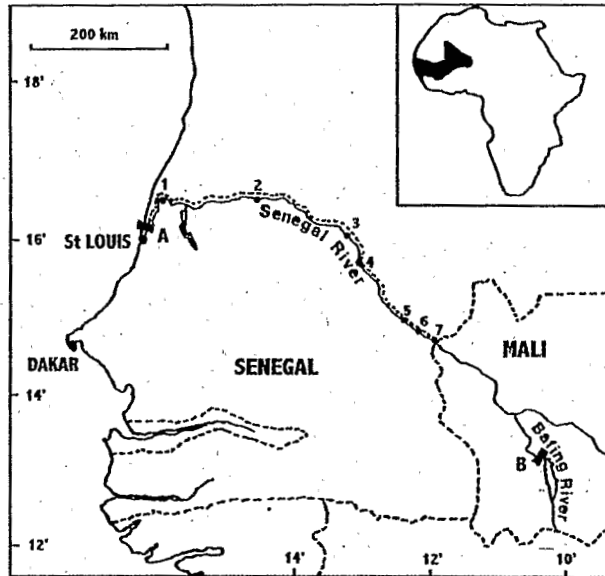 200 km
18'
1
2
3
Senegal River
16'
St LOUIS
A
4
5
6
7
MALI
DAKAR
SENEGAL
14'
B
Bafing River
12'
14'
12'
10'